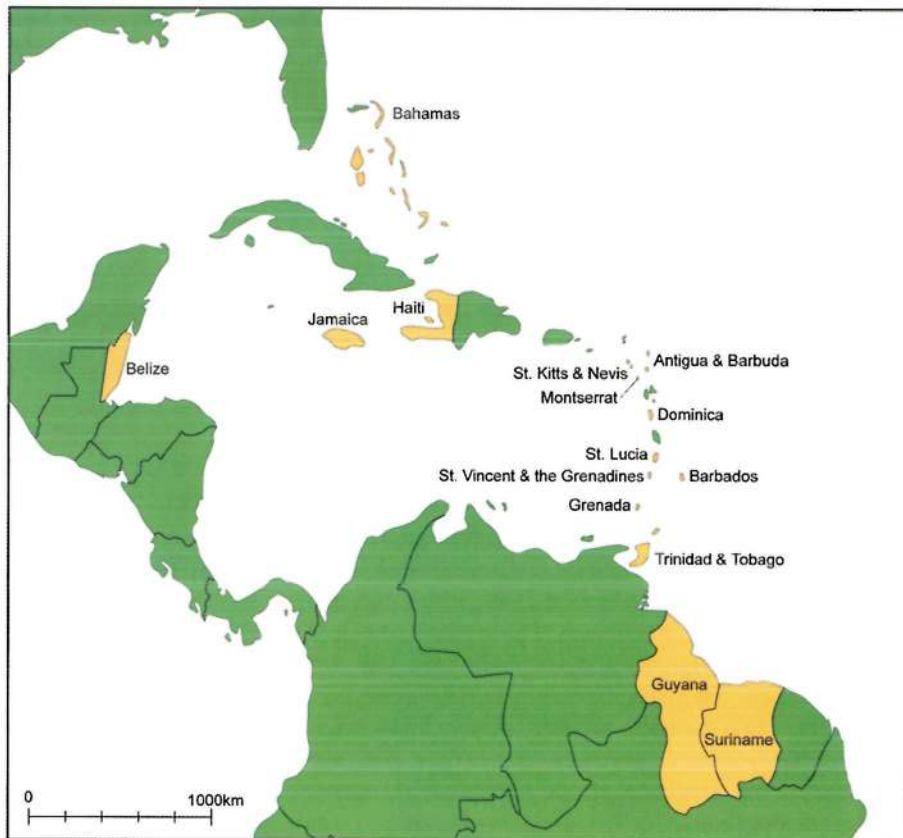 Bahamas
Haiti
Jamaica
Belize
Antigua & Barbuda
St. Kitts & Nevis
Montserrat
Dominica
St. Lucia
St. Vincent & the Grenadines
Barbados
Grenada
Trinidad & Tobago
Guyana
Suriname
0 1000km